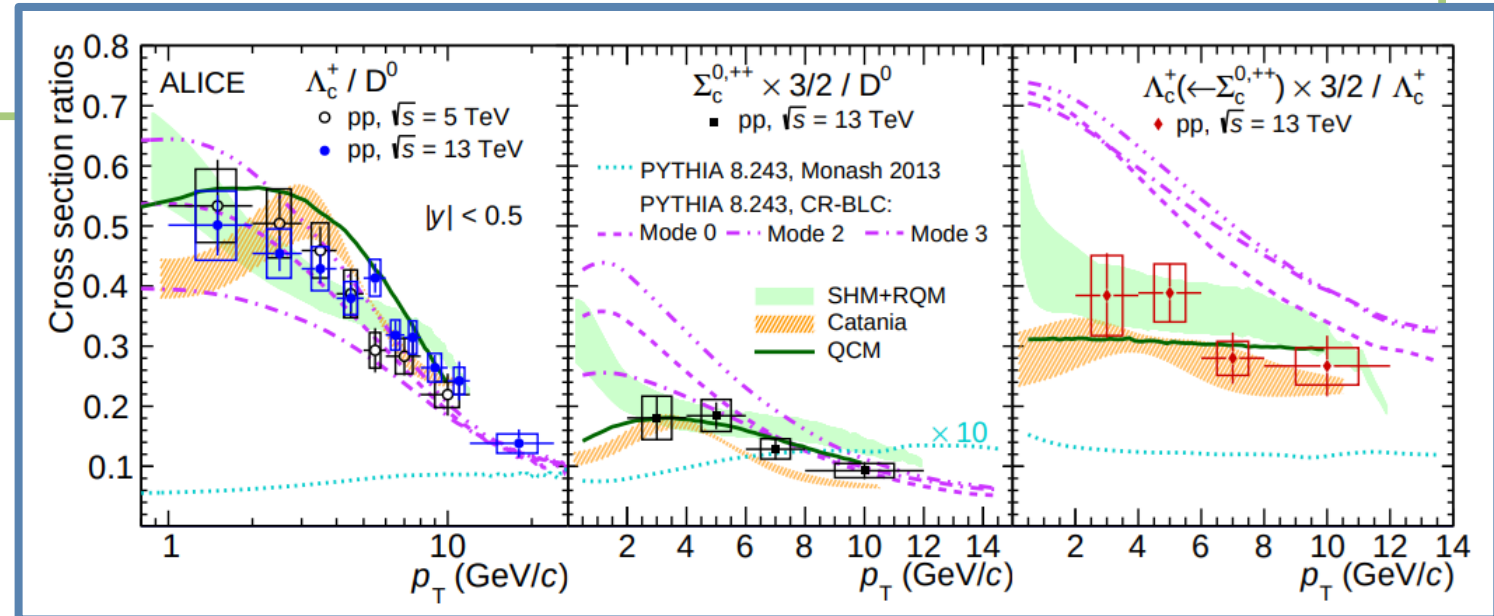 Cross section ratios
0.8
0.7
0.6
0.5
0.4
0.3
0.2
0.1
ALICE
Λc+ / D0
pp, √s = 5 TeV
pp, √s = 13 TeV
|y| < 0.5
1 10
pT (GeV/c)
Σc0,++ × 3/2 / D0
pp, √s = 13 TeV
PYTHIA 8.243, Monash 2013
PYTHIA 8.243, CR-BLC:
Mode 0 Mode 2 Mode 3
SHM+RQM
Catania
QCM
× 10
2 4 6 8 10 12 14
pT (GeV/c)
Λc+(←Σc0,++) × 3/2 / Λc+
pp, √s = 13 TeV
2 4 6 8 10 12 14
pT (GeV/c)